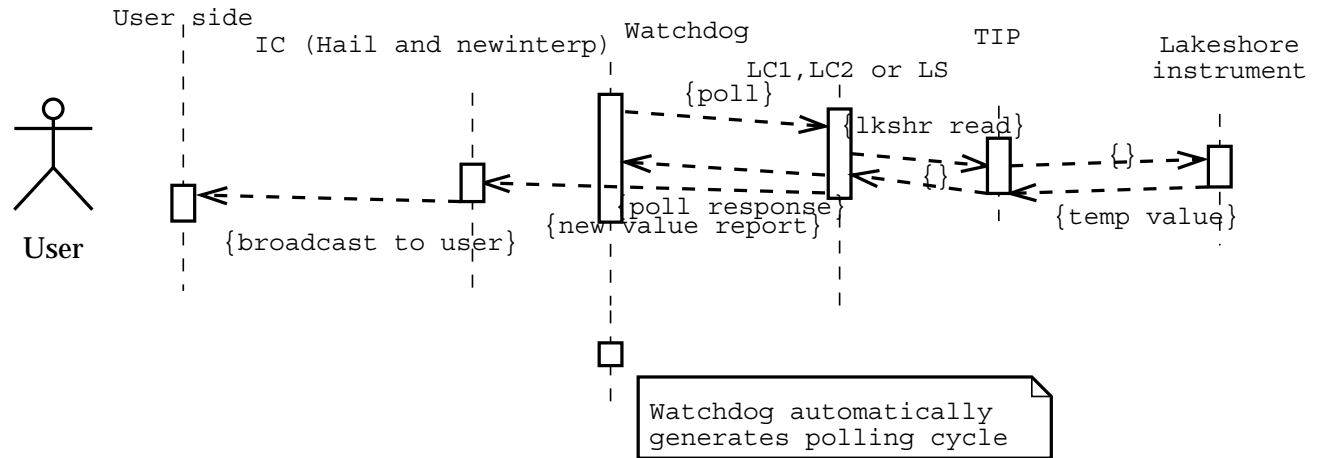 User side
IC (Hail and newinterp)
Watchdog
LC1,LC2 or LS
TIP
Lakeshore
instrument
{poll}
{lkshr read}
{}
{}
{temp value}
{poll response}
{new value report}
{broadcast to user}
User
Watchdog automatically
generates polling cycle